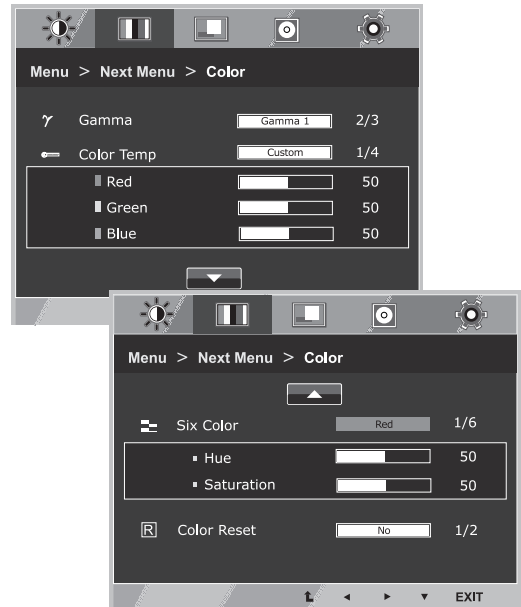 Menu > Next Menu > Color
γ Gamma Gamma 1 2/3
Color Temp Custom 1/4
Red 50
Green 50
Blue 50
Menu > Next Menu > Color
Six Color Red 1/6
Hue 50
Saturation 50
R Color Reset No 1/2
EXIT